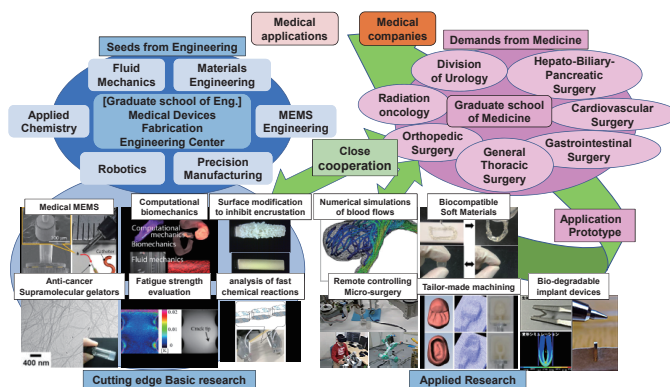 Medical
applications
Medical
companies
Seeds from Engineering
Demands from Medicine
Fluid
Mechanics
Materials
Engineering
Applied
Chemistry
[Graduate school of Eng.]
Medical Devices
Fabrication
Engineering Center
MEMS
Engineering
Robotics
Precision
Manufacturing
Division
of Urology
Hepato-Biliary-
Pancreatic
Surgery
Radiation
oncology
Graduate school
of Medicine
Cardiovascular
Surgery
Orthopedic
Surgery
General
Thoracic
Surgery
Gastrointestinal
Surgery
Close
cooperation
Application
Prototype
Medical MEMS
Computational
biomechanics
Surface modification
to inhibit encrustation
Numerical simulations
of blood flows
Biocompatible
Soft Materials
Computational
mechanics
Biomechanics
Fluid mechanics
Anti-cancer
Supramolecular gelators
Fatigue strength
evaluation
analysis of fast
chemical reactions
Remote controlling
Micro-surgery
Tailor-made machining
Bio-degradable
implant devices
400 nm
0.02
0.01
0
Crack tip
Cutting edge Basic research
Applied Research